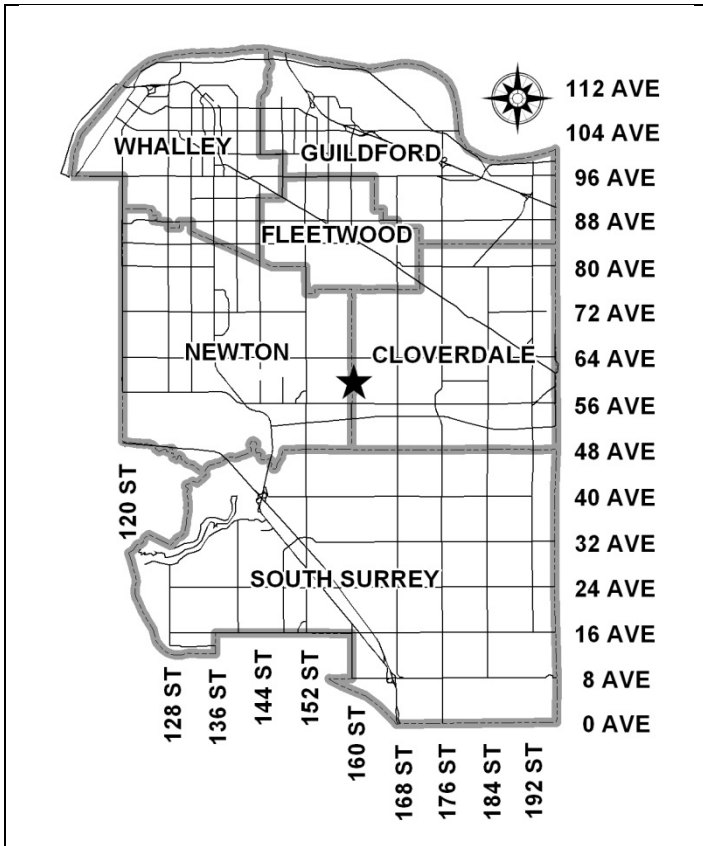 112 AVE
104 AVE
WHALLEY
GUILDFORD
96 AVE
88 AVE
FLEETWOOD
80 AVE
72 AVE
NEWTON
CLOVERDALE
64 AVE
56 AVE
48 AVE
120 ST
40 AVE
32 AVE
SOUTH SURREY
24 AVE
16 AVE
8 AVE
0 AVE
128 ST
136 ST
144 ST
152 ST
160 ST
168 ST
176 ST
184 ST
192 ST